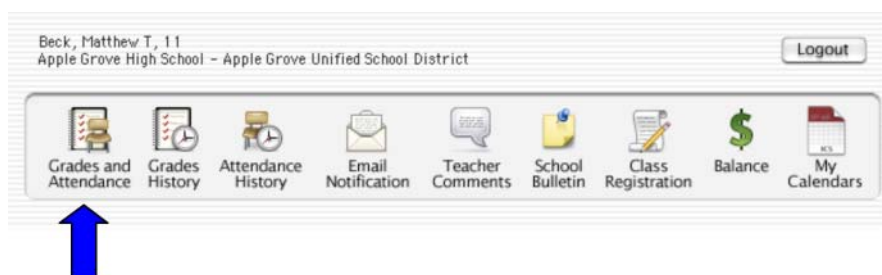 Beck, Matthew T, 11
Apple Grove High School - Apple Grove Unified School District
Logout
Grades and
Attendance
Grades
History
Attendance
History
Email
Notification
Teacher
Comments
School
Bulletin
Class
Registration
Balance
My
Calendars
ICS